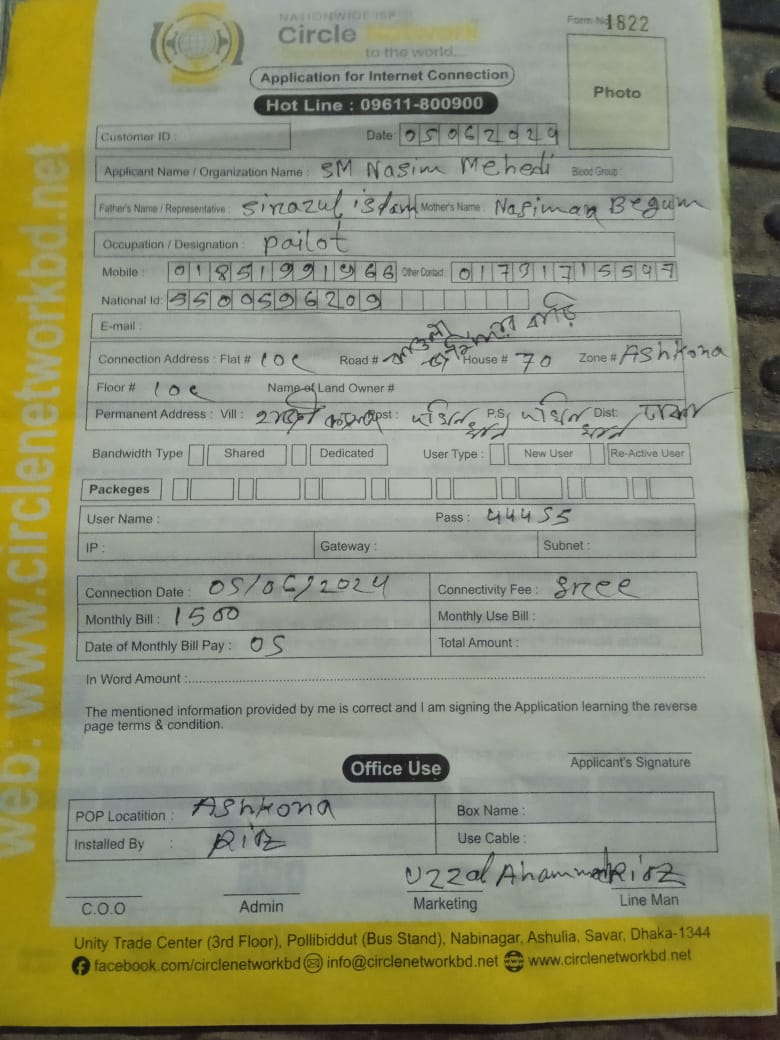 NATIONWIDE ISP
Circle Network
to the world...
Form No 1822
Application for Internet Connection
Photo
Hot Line : 09611-800900
Customer ID :
Date 05062024
Applicant Name / Organization Name : SM Nasim Mehedi Blood Group :
Father's Name / Representative : Sirazul islam Mother's Name : Nasiman Begum
Occupation / Designation : pailot
Mobile : 01851991966 Other Contact: 01731715597
National Id: 5500596209
E-mail :
Connection Address : Flat # 10c Road # House # 70 Zone # AShkona
Floor # 10c Name of Land Owner #
Permanent Address : Vill : Post : দক্ষিন খান P.S দক্ষিন খান Dist: ঢাকা
Bandwidth Type Shared Dedicated User Type : New User Re-Active User
Packeges
User Name : Pass : 44455
IP : Gateway : Subnet :
Connection Date : 05/06/2024 Connectivity Fee : free
Monthly Bill : 1500 Monthly Use Bill :
Date of Monthly Bill Pay : 05 Total Amount :
In Word Amount :
The mentioned information provided by me is correct and I am signing the Application learning the reverse
page terms & condition.
Applicant's Signature
Office Use
POP Locatition : AShkona Box Name :
Installed By : Riaz Use Cable :
Uzzal Ahammed Riaz
C.O.O Admin Marketing Line Man
Unity Trade Center (3rd Floor), Pollibiddut (Bus Stand), Nabinagar, Ashulia, Savar, Dhaka-1344
facebook.com/circlenetworkbd info@circlenetworkbd.net www.circlenetworkbd.net
web: www.circlenetworkbd.net